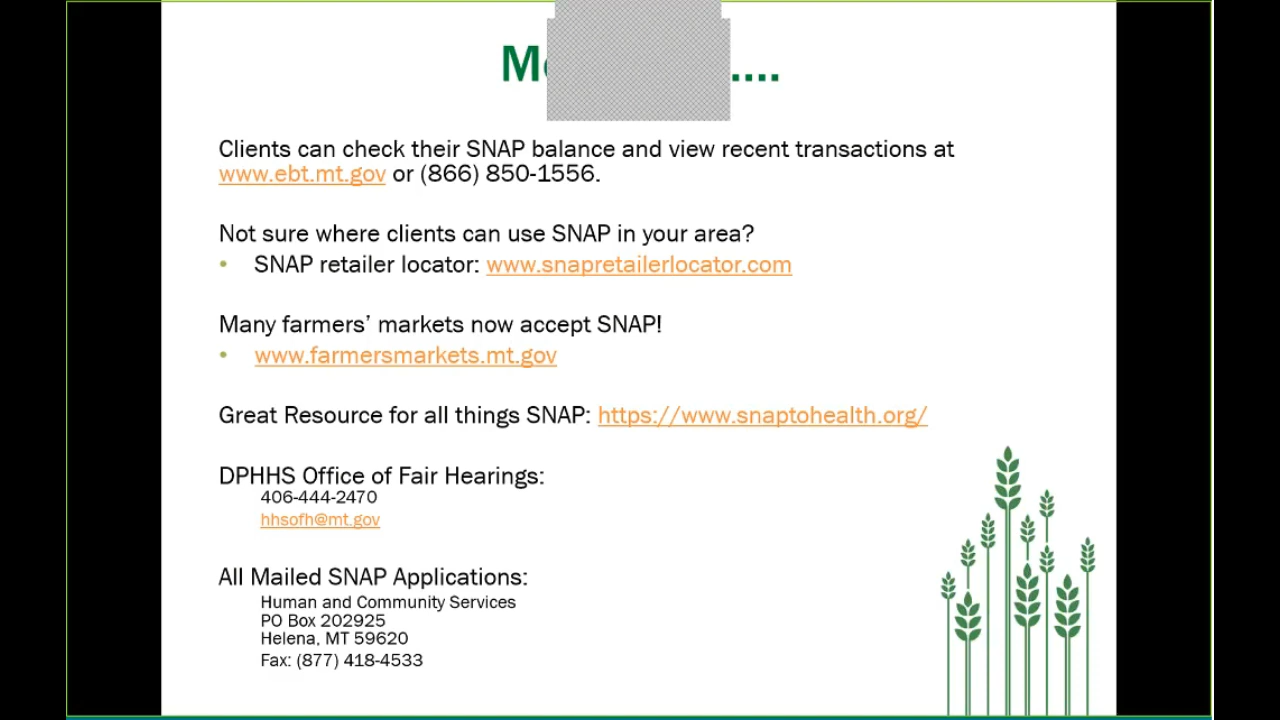 Clients can check their SNAP balance and view recent transactions at
www.ebt.mt.gov or (866) 850-1556.
Not sure where clients can use SNAP in your area?
• SNAP retailer locator: www.snapretailerlocator.com
Many farmers’ markets now accept SNAP!
• www.farmersmarkets.mt.gov
Great Resource for all things SNAP: https://www.snaptohealth.org/
DPHHS Office of Fair Hearings:
406-444-2470
hhsofh@mt.gov
All Mailed SNAP Applications:
Human and Community Services
PO Box 202925
Helena, MT 59620
Fax: (877) 418-4533